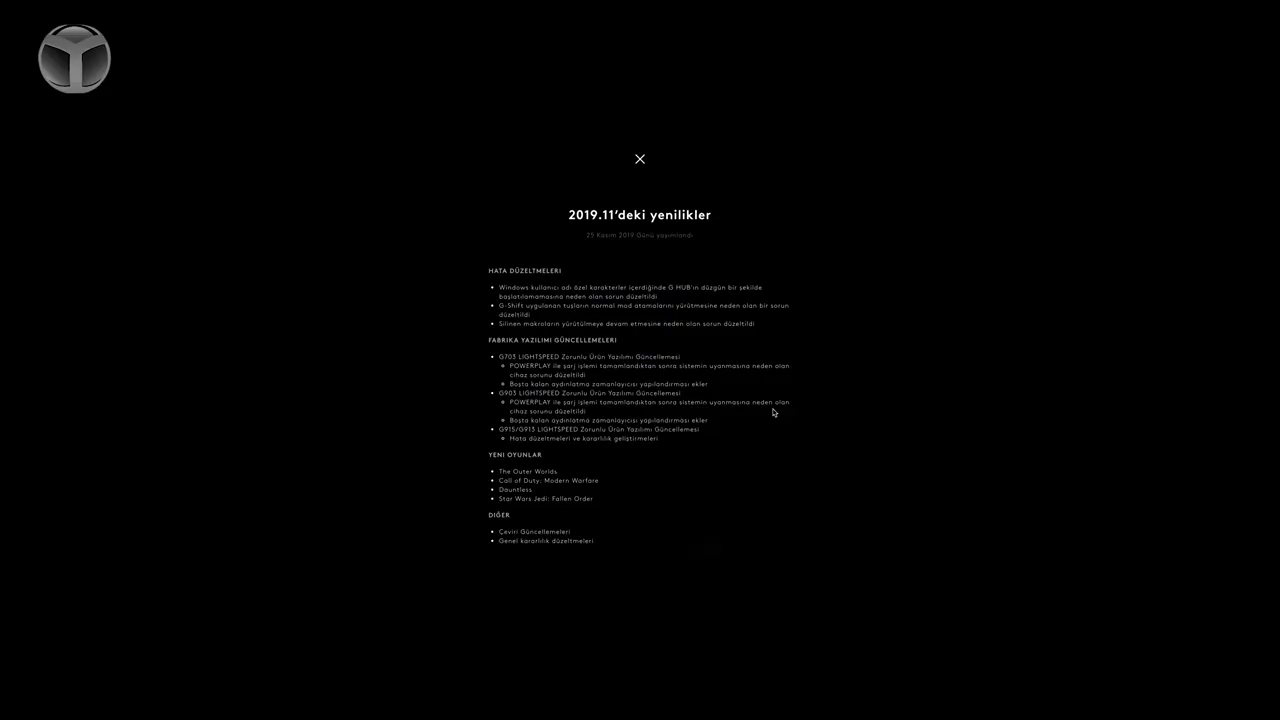 2019.11'deki yenilikler
25 Kasım 2019 Günü yayımlandı
HATA DÜZELTMELERI
Windows kullanıcı adı özel karakterler içerdiğinde G HUB'ın düzgün bir şekilde
başlatılamamasına neden olan sorun düzeltildi
G-Shift uygulanan tuşların normal mod atamalarını yürütmesine neden olan bir sorun
düzeltildi
Silinen makroların yürütülmeye devam etmesine neden olan sorun düzeltildi
FABRIKA YAZILIMI GÜNCELLEMELERI
G703 LIGHTSPEED Zorunlu Ürün Yazılımı Güncellemesi
POWERPLAY ile şarj işlemi tamamlandıktan sonra sistemin uyanmasına neden olan
cihaz sorunu düzeltildi
Boşta kalan aydınlatma zamanlayıcısı yapılandırması ekler
G903 LIGHTSPEED Zorunlu Ürün Yazılımı Güncellemesi
POWERPLAY ile şarj işlemi tamamlandıktan sonra sistemin uyanmasına neden olan
cihaz sorunu düzeltildi
Boşta kalan aydınlatma zamanlayıcısı yapılandırması ekler
G915/G913 LIGHTSPEED Zorunlu Ürün Yazılımı Güncellemesi
Hata düzeltmeleri ve kararlılık geliştirmeleri
YENI OYUNLAR
The Outer Worlds
Call of Duty: Modern Warfare
Dauntless
Star Wars Jedi: Fallen Order
DIĞER
Çeviri Güncellemeleri
Genel kararlılık düzeltmeleri